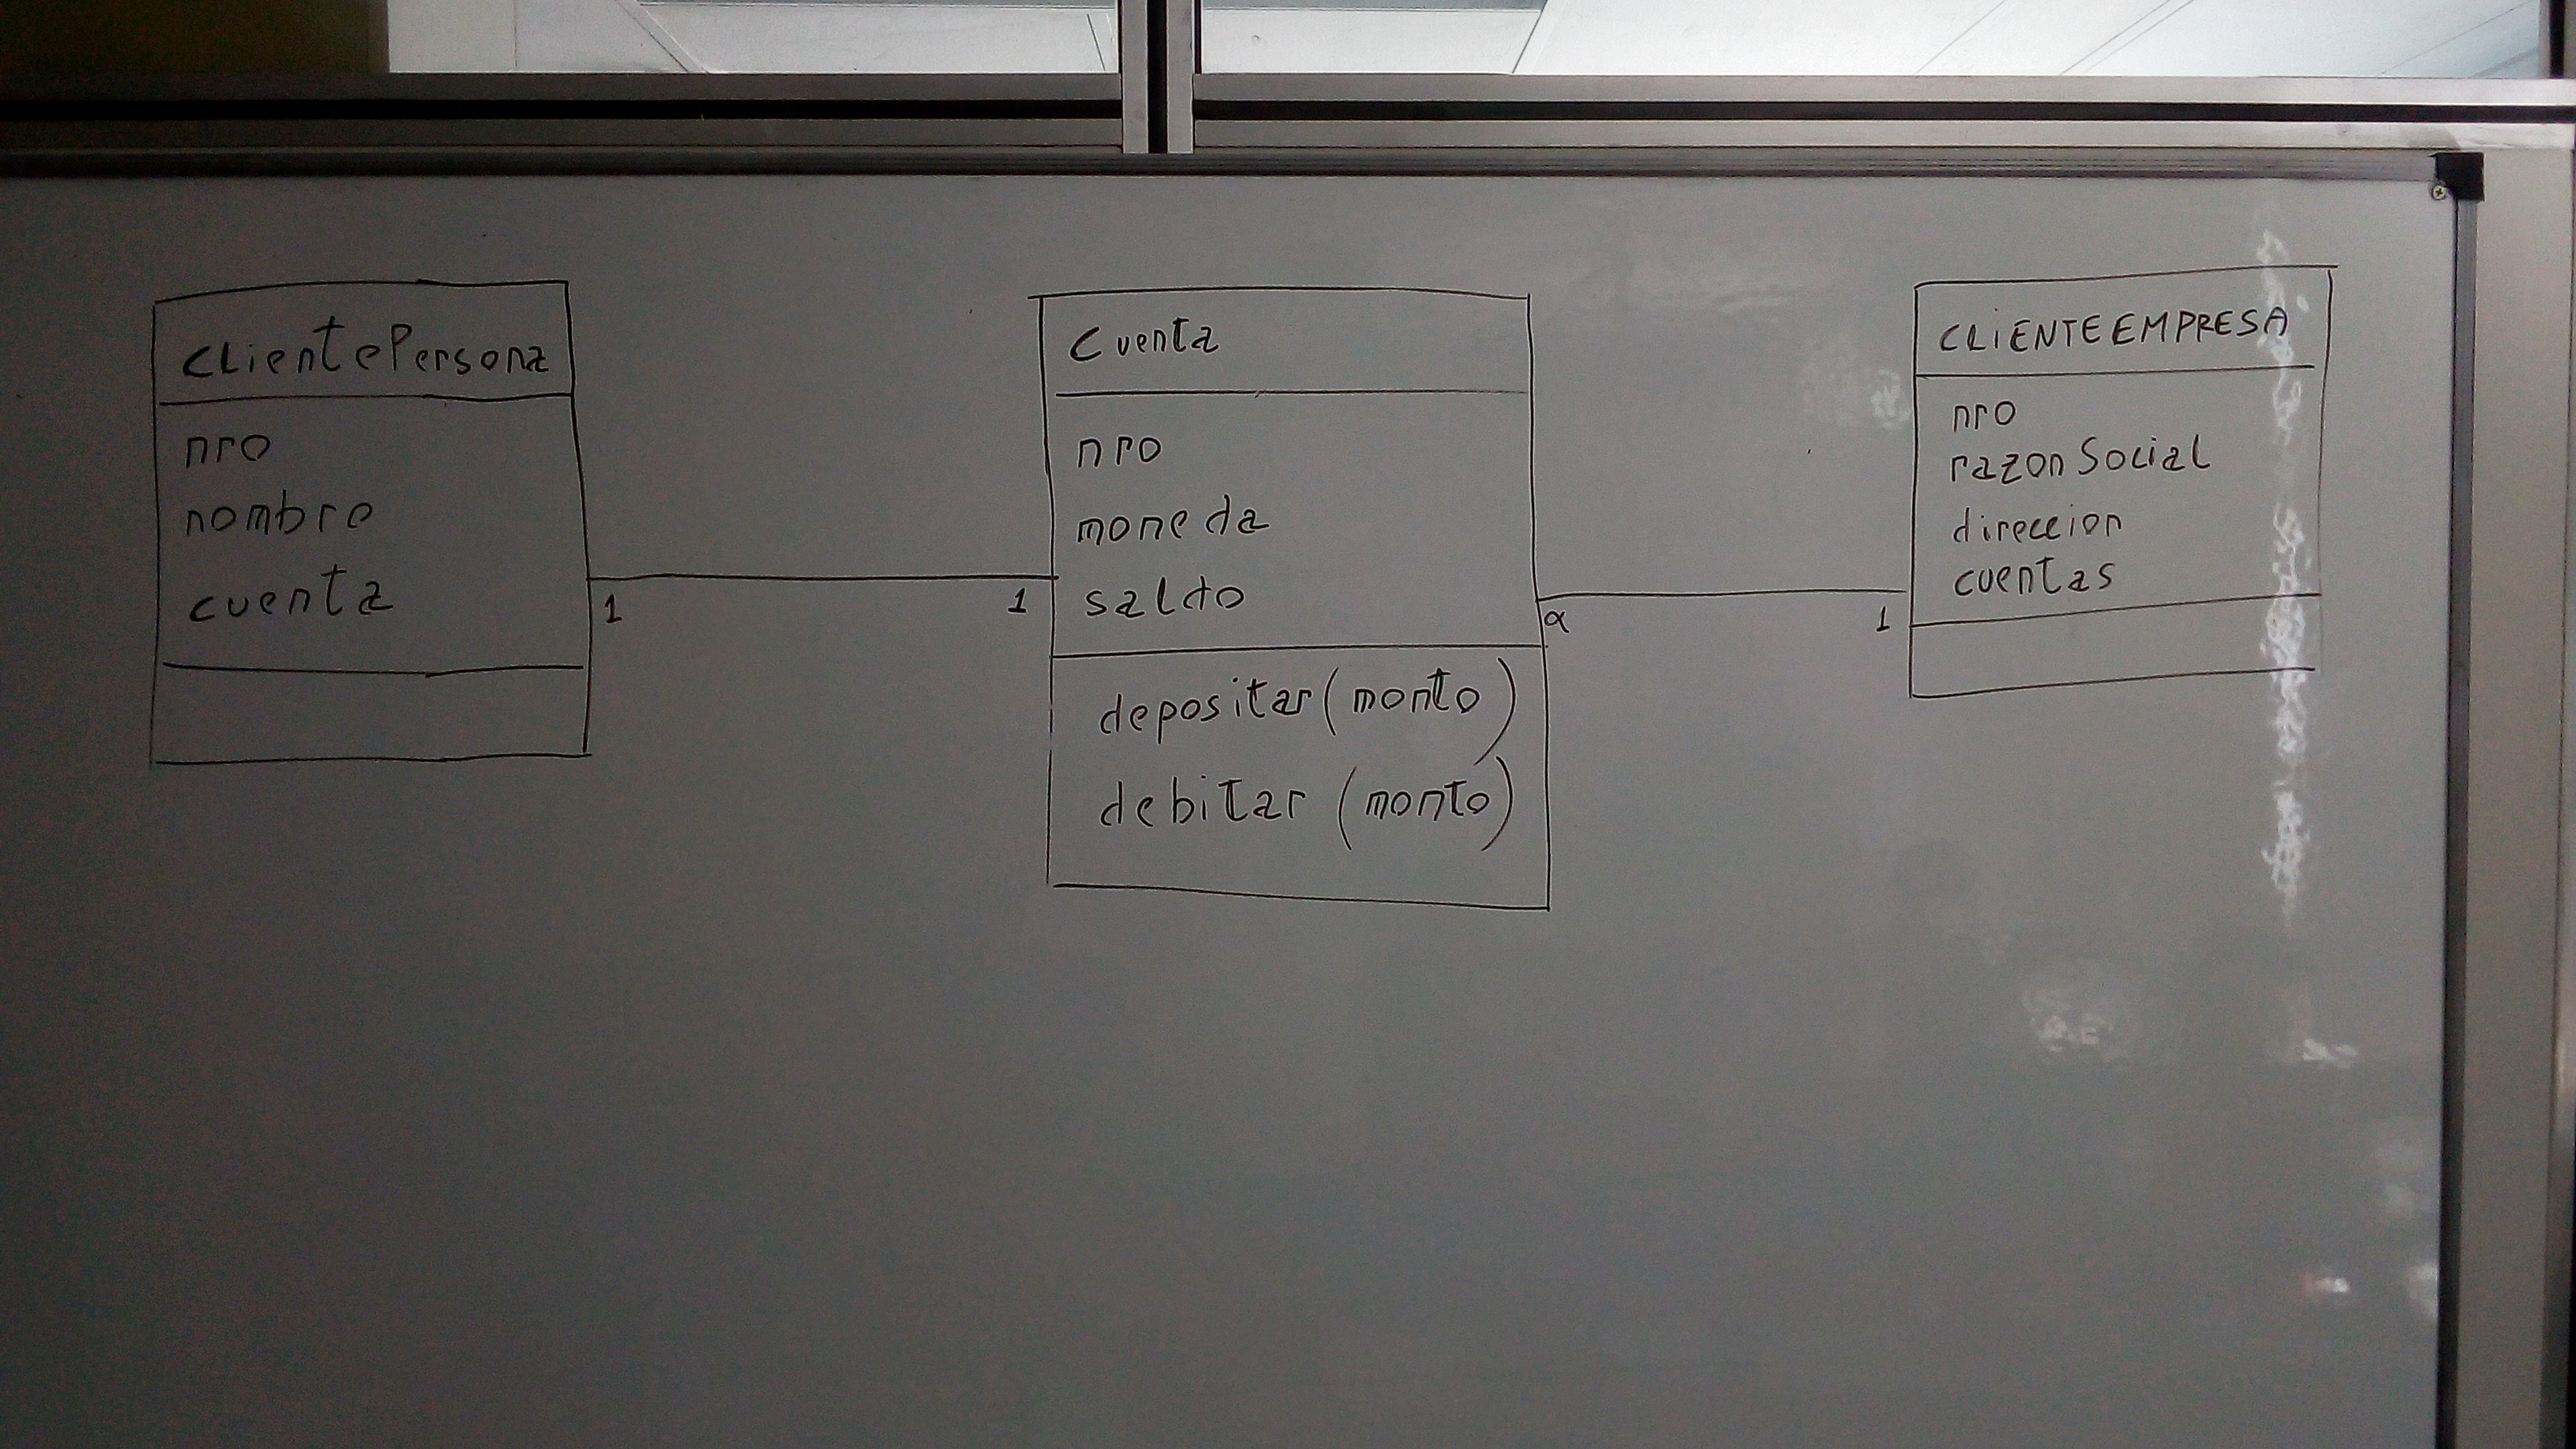 clientePersona
nro
nombre
cuenta
1
1
Cuenta
nro
moneda
saldo
depositar (monto)
debitar (monto)
α
1
CLiENTEEMPRESA
nro
razonSocial
direccion
cuentas